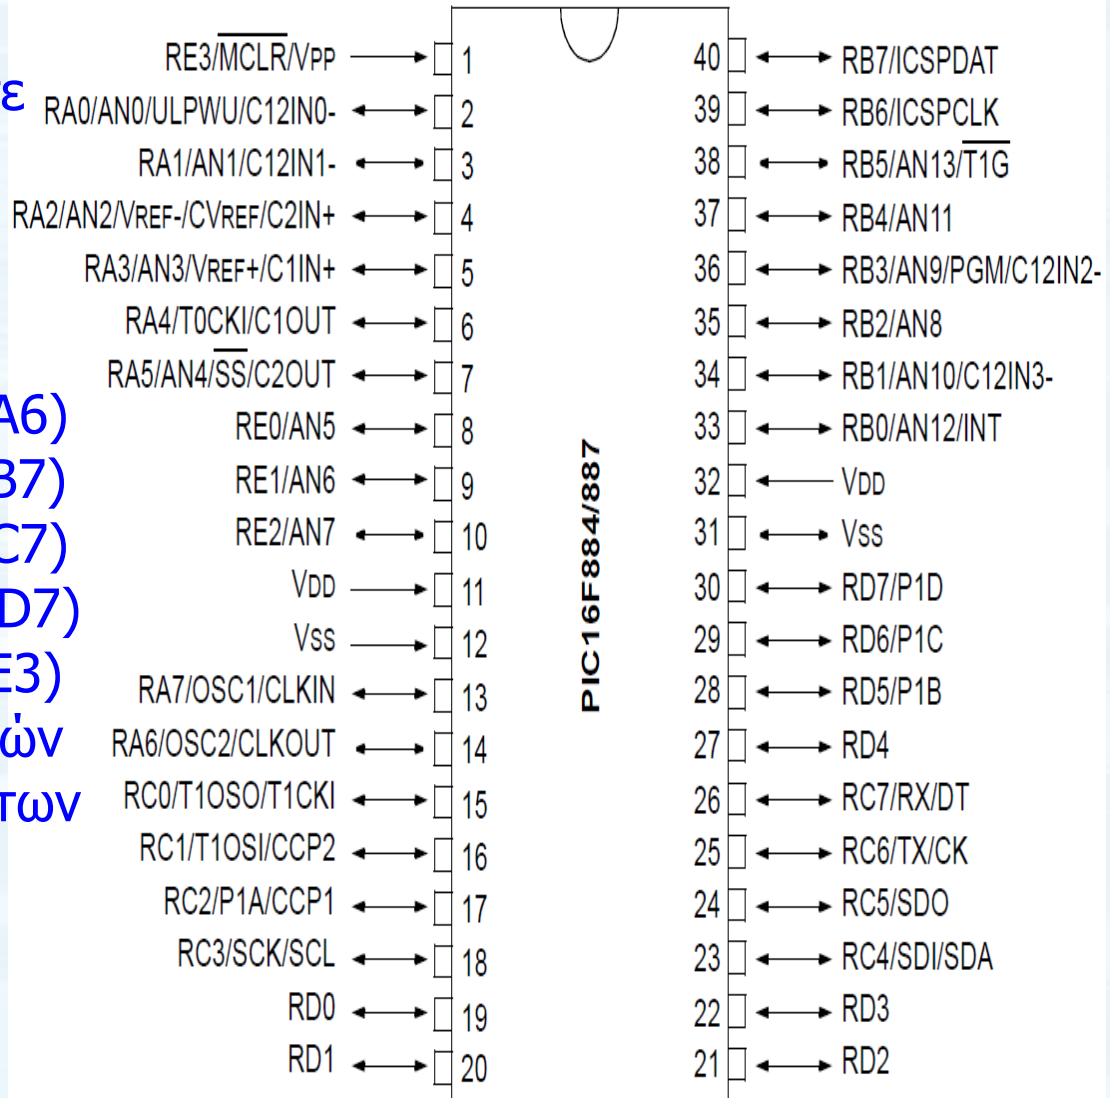 RE3/MCLR/VPP 1
RA0/AN0/ULPWU/C12IN0- 2
RA1/AN1/C12IN1- 3
RA2/AN2/VREF-/CVREF/C2IN+ 4
RA3/AN3/VREF+/C1IN+ 5
RA4/T0CKI/C1OUT 6
RA5/AN4/SS/C2OUT 7
RE0/AN5 8
RE1/AN6 9
RE2/AN7 10
VDD 11
VSS 12
RA7/OSC1/CLKIN 13
RA6/OSC2/CLKOUT 14
RC0/T1OSO/T1CKI 15
RC1/T1OSI/CCP2 16
RC2/P1A/CCP1 17
RC3/SCK/SCL 18
RD0 19
RD1 20
PIC16F884/887
40 RB7/ICSPDAT
39 RB6/ICSPCLK
38 RB5/AN13/T1G
37 RB4/AN11
36 RB3/AN9/PGM/C12IN2-
35 RB2/AN8
34 RB1/AN10/C12IN3-
33 RB0/AN12/INT
32 VDD
31 VSS
30 RD7/P1D
29 RD6/P1C
28 RD5/P1B
27 RD4
26 RC7/RX/DT
25 RC6/TX/CK
24 RC5/SDO
23 RC4/SDI/SDA
22 RD3
21 RD2
A6)
B7)
C7)
D7)
E3)
ών
των